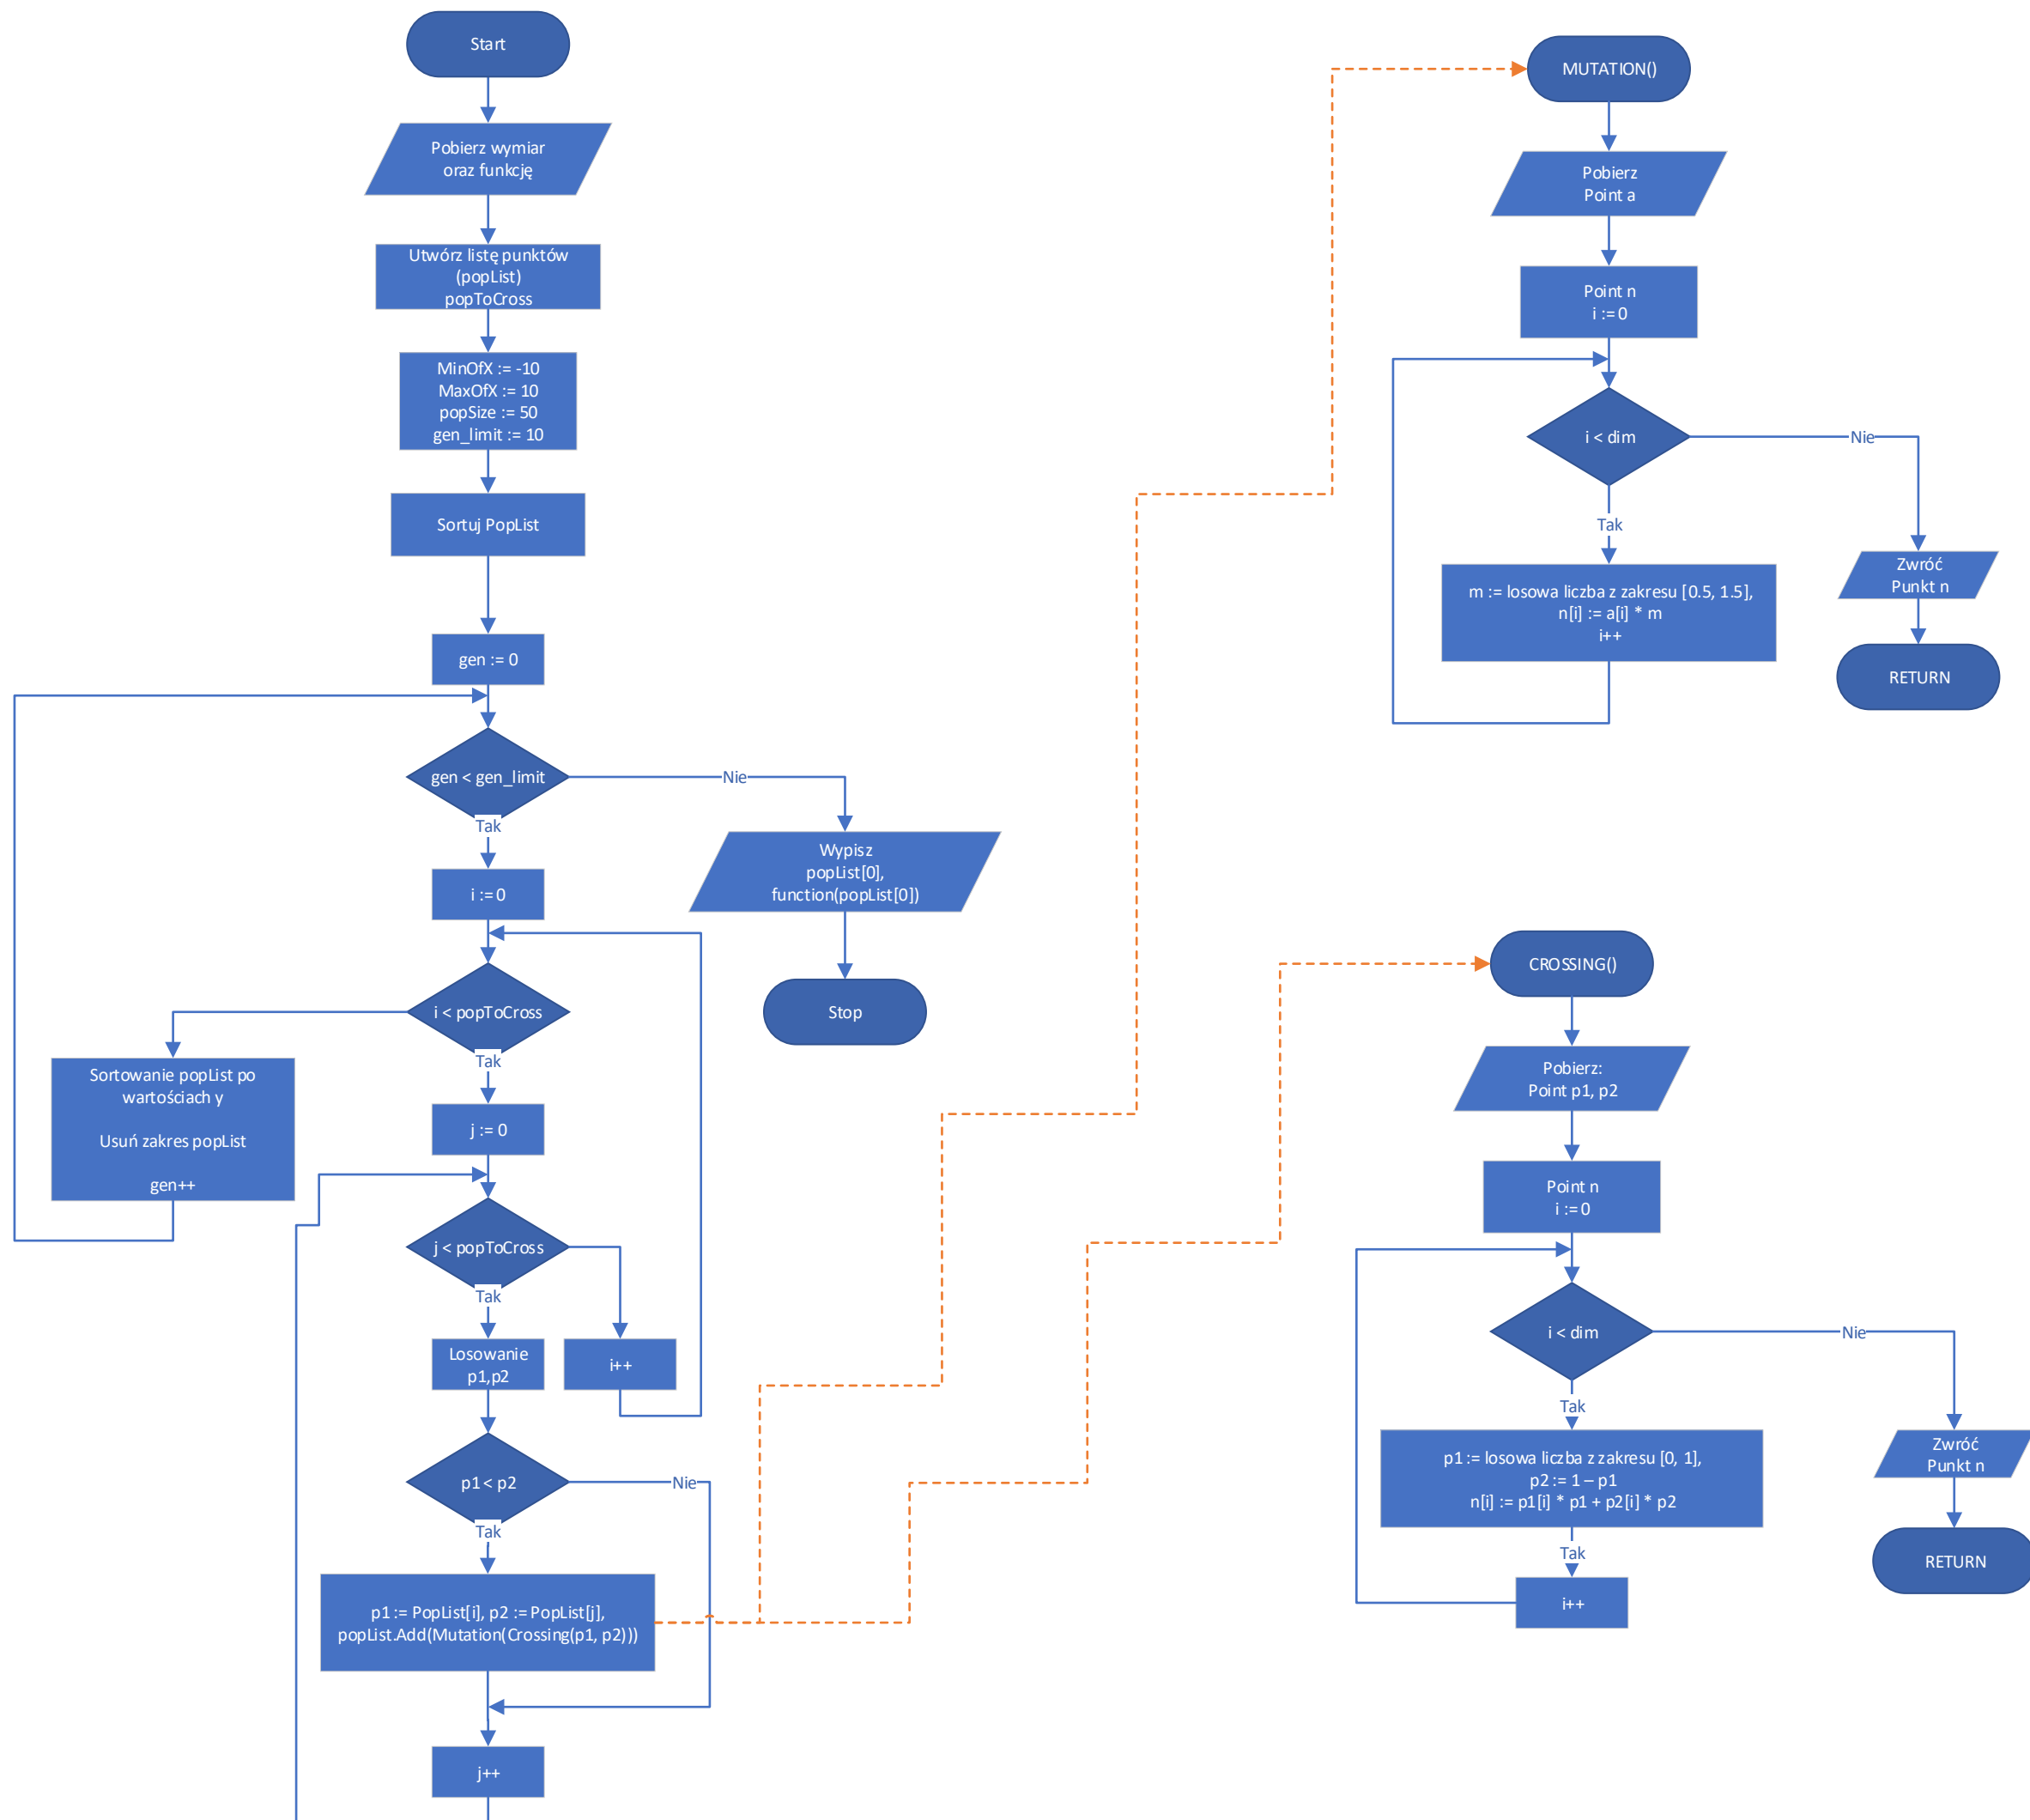 Start
Pobierz wymiar
oraz funkcję
Utwórz listę punktów
(popList)
popToCross
MinOfX := -10
MaxOfX := 10
popSize := 50
gen_limit := 10
Sortuj PopList
gen := 0
gen < gen_limit
Nie
Tak
Wypisz
popList[0],
function(popList[0])
Stop
i := 0
i < popToCross
Tak
Sortowanie popList po
wartościach y
Usuń zakres popList
gen++
j := 0
j < popToCross
Tak
Losowanie
p1,p2
i++
p1 < p2
Nie
Tak
p1 := PopList[i], p2 := PopList[j],
popList.Add(Mutation(Crossing(p1, p2)))
j++
MUTATION()
Pobierz
Point a
Point n
i := 0
i < dim
Nie
Tak
m := losowa liczba z zakresu [0.5, 1.5],
n[i] := a[i] * m
i++
Zwróć
Punkt n
RETURN
CROSSING()
Pobierz:
Point p1, p2
Point n
i := 0
i < dim
Nie
Tak
p1 := losowa liczba z zakresu [0, 1],
p2 := 1 – p1
n[i] := p1[i] * p1 + p2[i] * p2
Tak
i++
Zwróć
Punkt n
RETURN